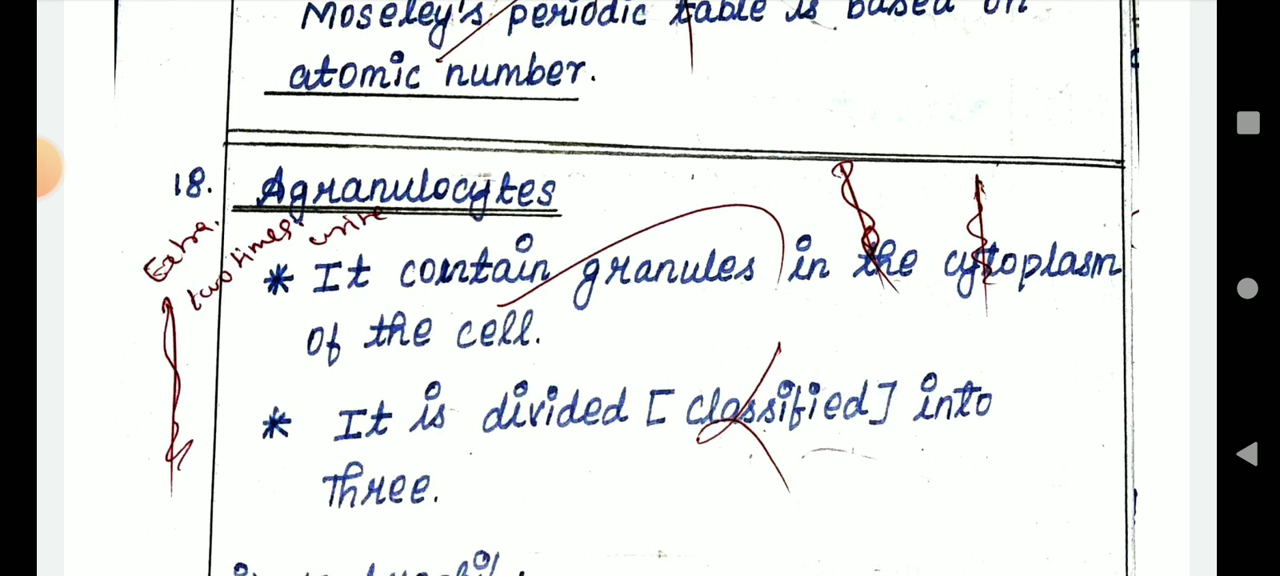 Moseley's periodic table is based on
atomic number.
18. Agranulocytes
Extra.
two times write
* It contain granules in the cytoplasm
of the cell.
* It is divided [classified] into
three.